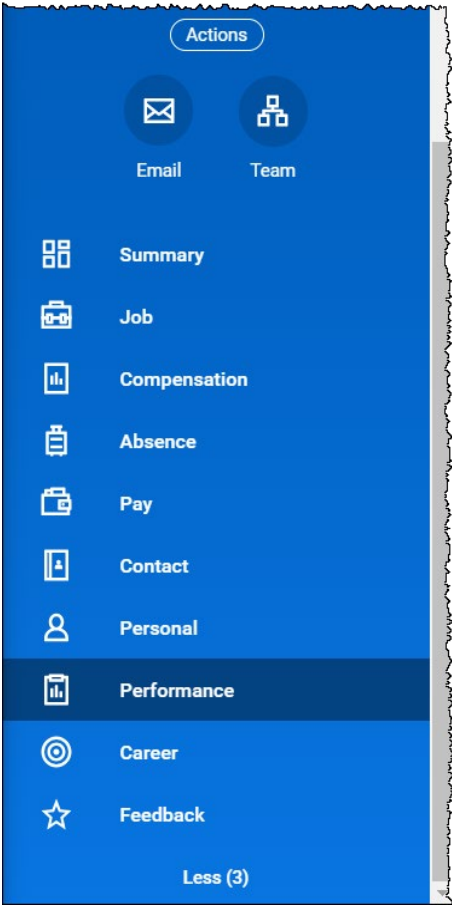 Actions
Email Team
Summary
Job
Compensation
Absence
Pay
Contact
Personal
Performance
Career
Feedback
Less (3)